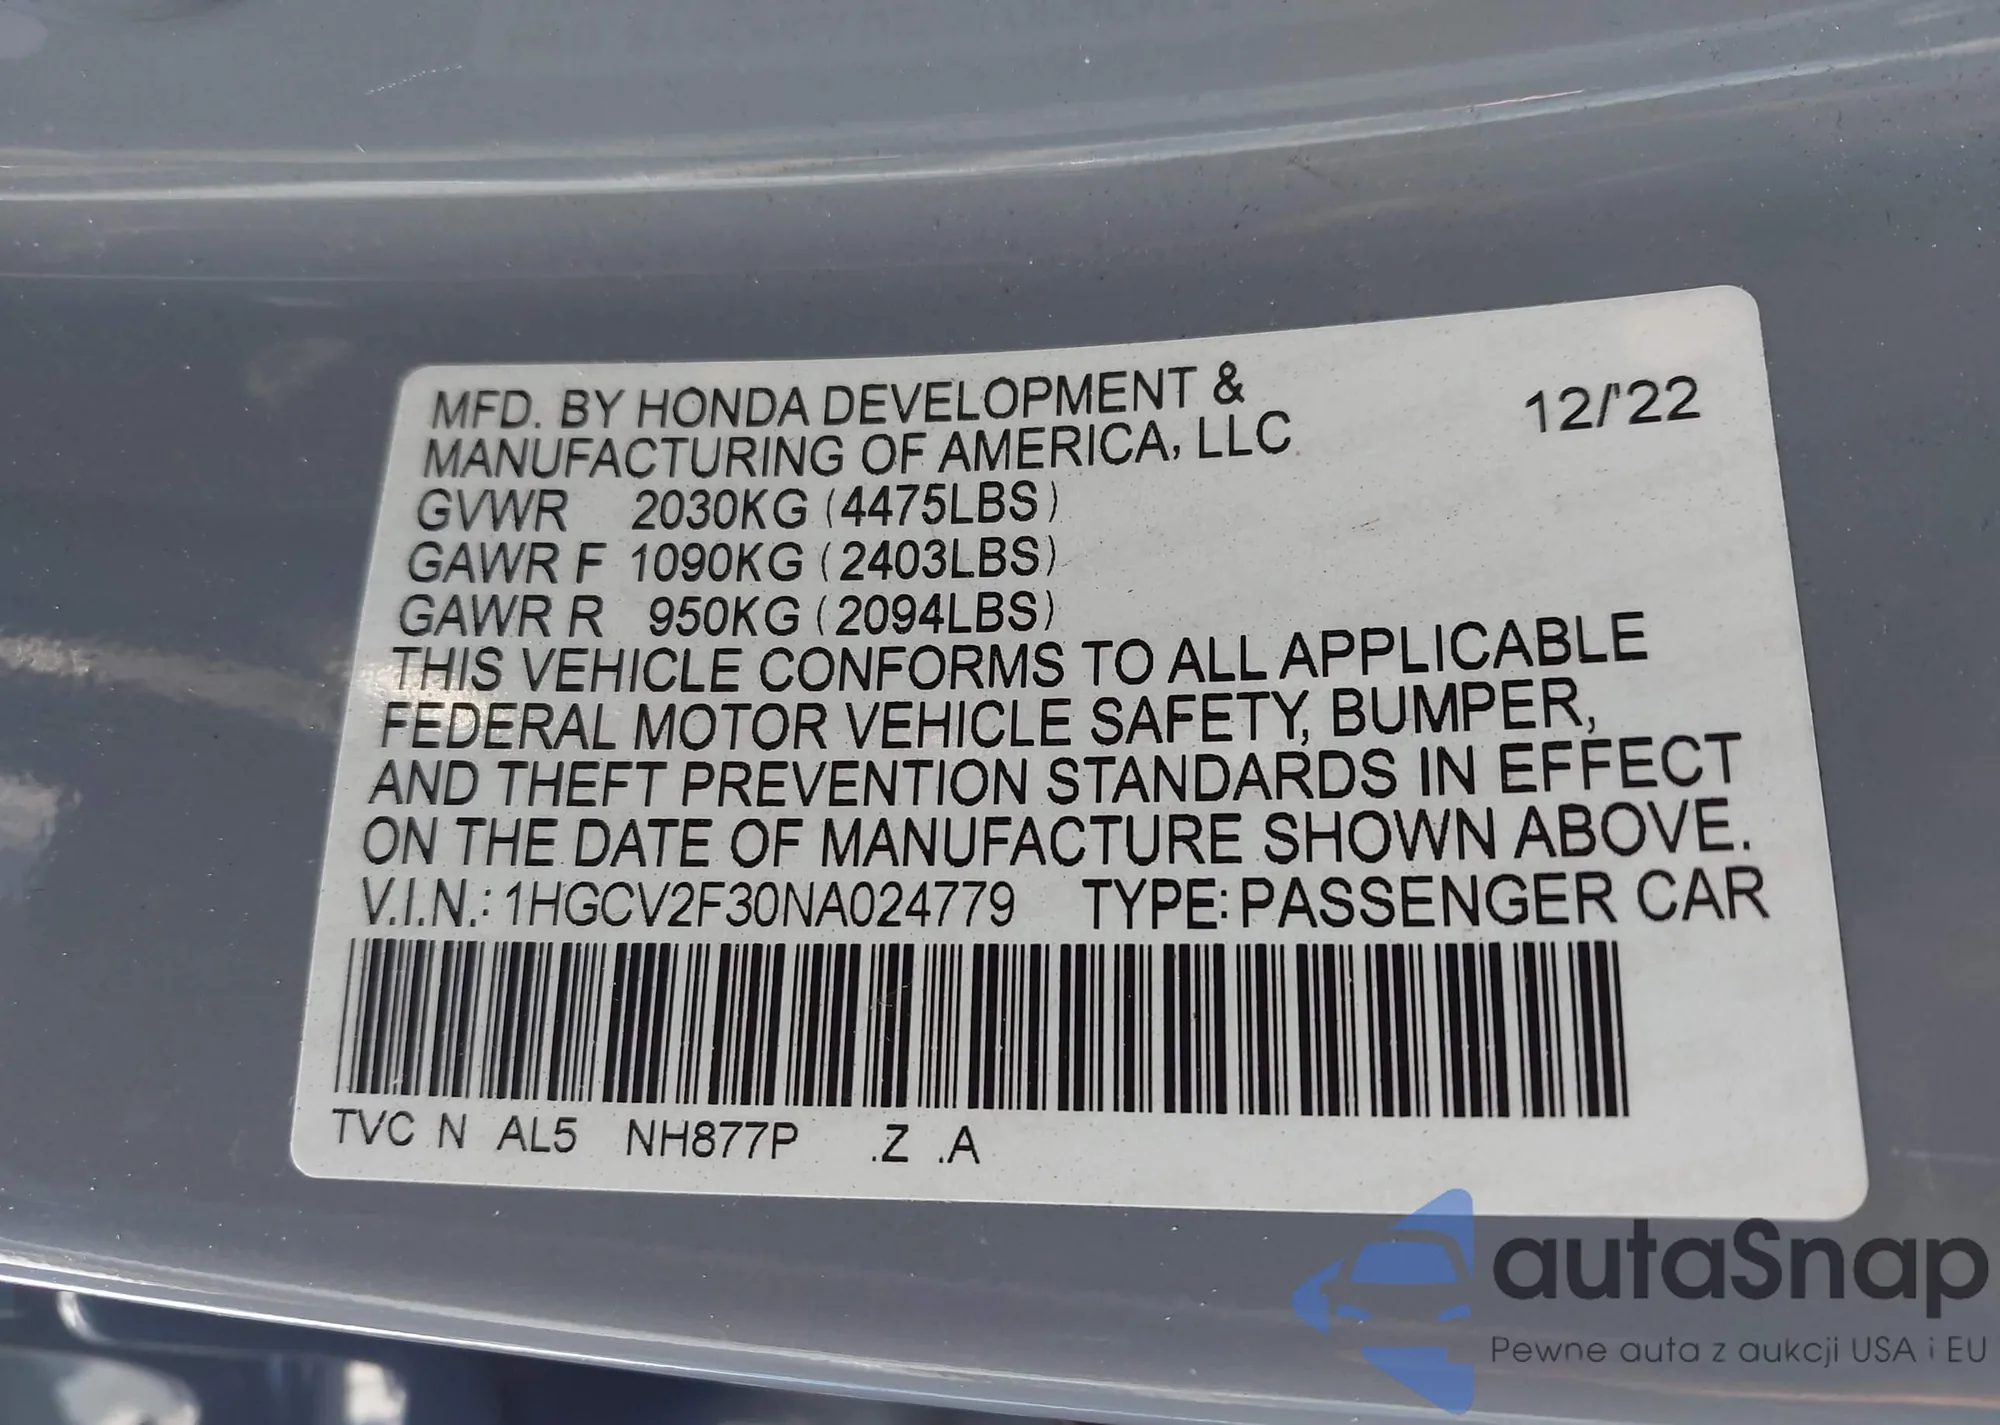 MFD. BY HONDA DEVELOPMENT &
MANUFACTURING OF AMERICA, LLC
12/'22
GVWR 2030KG (4475LBS)
GAWR F 1090KG (2403LBS)
GAWR R 950KG (2094LBS)
THIS VEHICLE CONFORMS TO ALL APPLICABLE
FEDERAL MOTOR VEHICLE SAFETY, BUMPER,
AND THEFT PREVENTION STANDARDS IN EFFECT
ON THE DATE OF MANUFACTURE SHOWN ABOVE.
V.I.N.: 1HGCV2F30NA024779 TYPE: PASSENGER CAR
TVC N AL5 NH877P .Z .A
autaSnap
Pewne auta z aukcji USA i EU